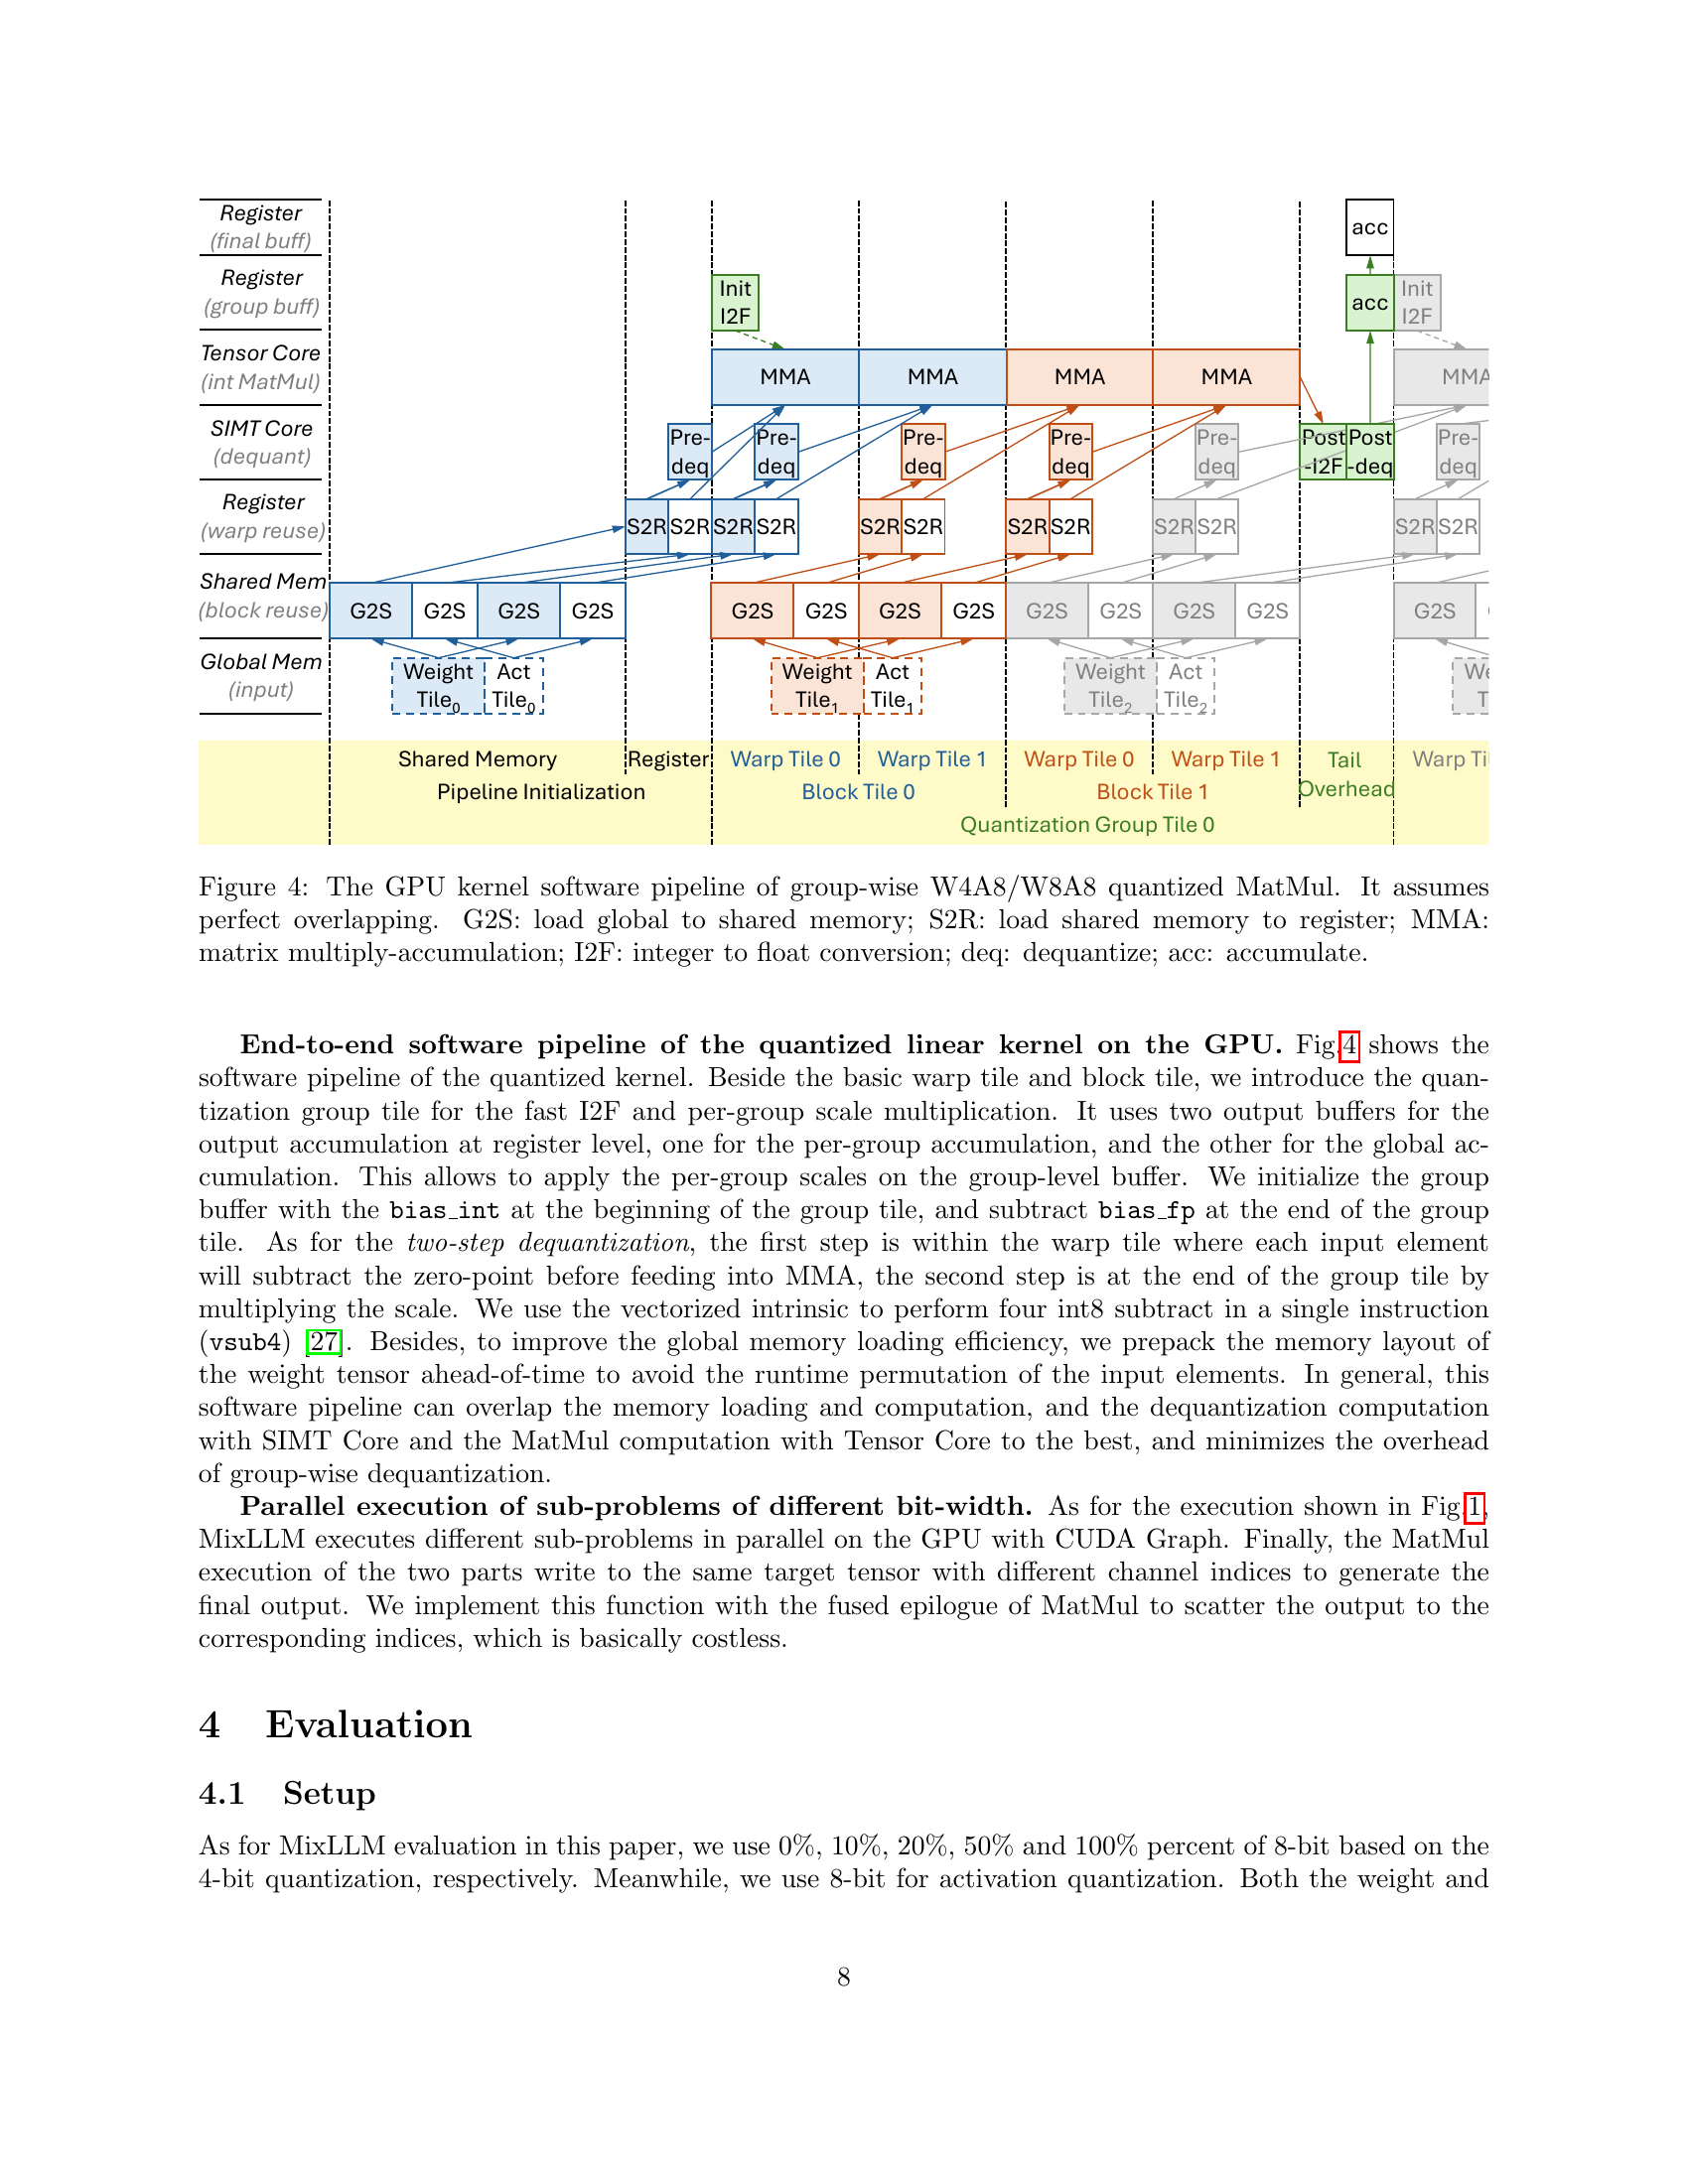 Register
(final buff)
acc
Register
(group buff)
Init
I2F
acc
Init
I2F
Tensor Core
(int MatMul)
MMA MMA MMA MMA MMA
SIMT Core
(dequant)
Pre-
deq
Pre-
deq
Pre-
deq
Pre-
deq
Pre-
deq
Post
-I2F
Post
-deq
Pre-
deq
Register
(warp reuse)
S2R S2R S2R S2R S2R S2R S2R S2R S2R S2R S2R S2R
Shared Mem
(block reuse)
G2S G2S G2S G2S G2S G2S G2S G2S G2S G2S G2S G2S G2S
Global Mem
(input)
Weight
Tile0
Act
Tile0
Weight
Tile1
Act
Tile1
Weight
Tile2
Act
Tile2
We
T
Shared Memory Register Warp Tile 0 Warp Tile 1 Warp Tile 0 Warp Tile 1 Tail Warp Til
Pipeline Initialization Block Tile 0 Block Tile 1 Overhead
Quantization Group Tile 0
Figure 4: The GPU kernel software pipeline of group-wise W4A8/W8A8 quantized MatMul. It assumes
perfect overlapping. G2S: load global to shared memory; S2R: load shared memory to register; MMA:
matrix multiply-accumulation; I2F: integer to float conversion; deq: dequantize; acc: accumulate.
End-to-end software pipeline of the quantized linear kernel on the GPU. Fig.4 shows the
software pipeline of the quantized kernel. Beside the basic warp tile and block tile, we introduce the quan-
tization group tile for the fast I2F and per-group scale multiplication. It uses two output buffers for the
output accumulation at register level, one for the per-group accumulation, and the other for the global ac-
cumulation. This allows to apply the per-group scales on the group-level buffer. We initialize the group
buffer with the bias_int at the beginning of the group tile, and subtract bias_fp at the end of the group
tile. As for the two-step dequantization, the first step is within the warp tile where each input element
will subtract the zero-point before feeding into MMA, the second step is at the end of the group tile by
multiplying the scale. We use the vectorized intrinsic to perform four int8 subtract in a single instruction
(vsub4) [27]. Besides, to improve the global memory loading efficiency, we prepack the memory layout of
the weight tensor ahead-of-time to avoid the runtime permutation of the input elements. In general, this
software pipeline can overlap the memory loading and computation, and the dequantization computation
with SIMT Core and the MatMul computation with Tensor Core to the best, and minimizes the overhead
of group-wise dequantization.
Parallel execution of sub-problems of different bit-width. As for the execution shown in Fig.1,
MixLLM executes different sub-problems in parallel on the GPU with CUDA Graph. Finally, the MatMul
execution of the two parts write to the same target tensor with different channel indices to generate the
final output. We implement this function with the fused epilogue of MatMul to scatter the output to the
corresponding indices, which is basically costless.
4 Evaluation
4.1 Setup
As for MixLLM evaluation in this paper, we use 0%, 10%, 20%, 50% and 100% percent of 8-bit based on the
4-bit quantization, respectively. Meanwhile, we use 8-bit for activation quantization. Both the weight and
8